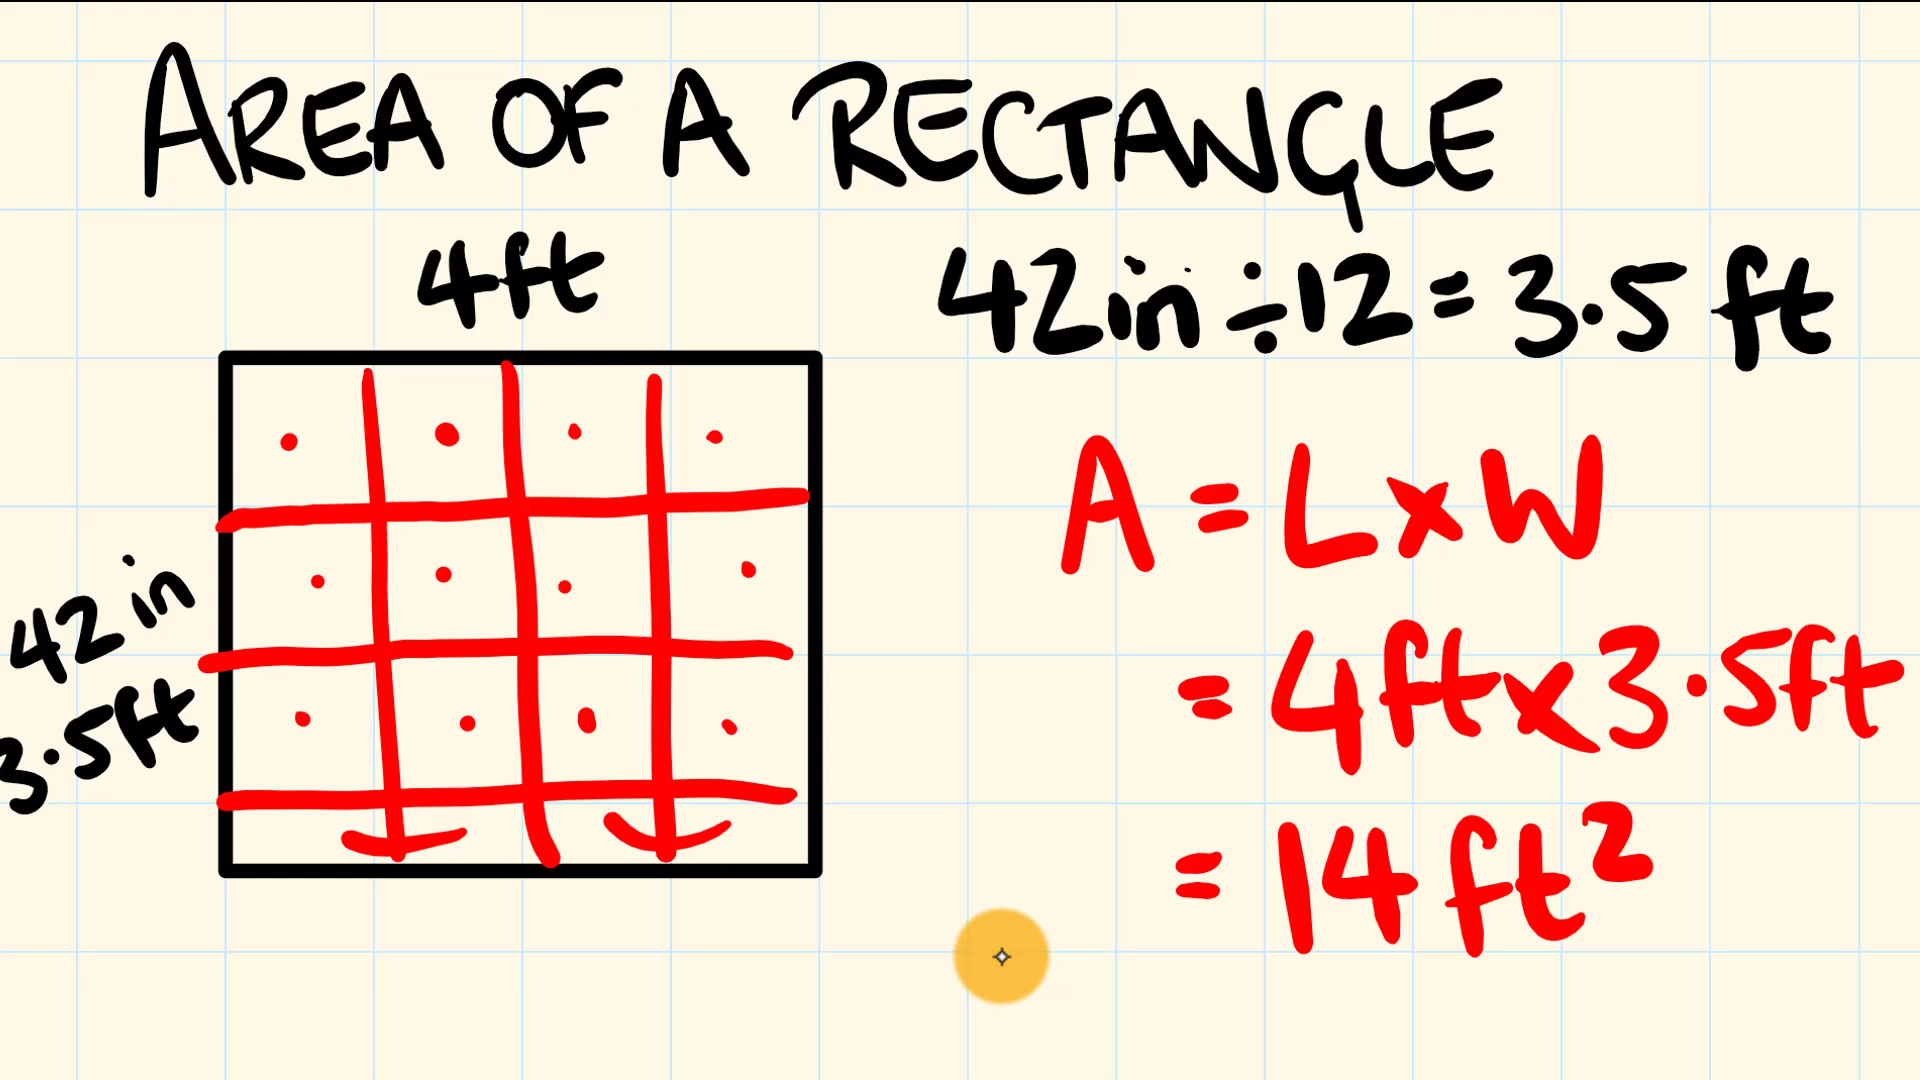 AREA OF A RECTANGLE
4ft
42in÷12=3.5 ft
A = L×W
42 in
3.5ft
= 4ft×3.5ft
= 14 ft²